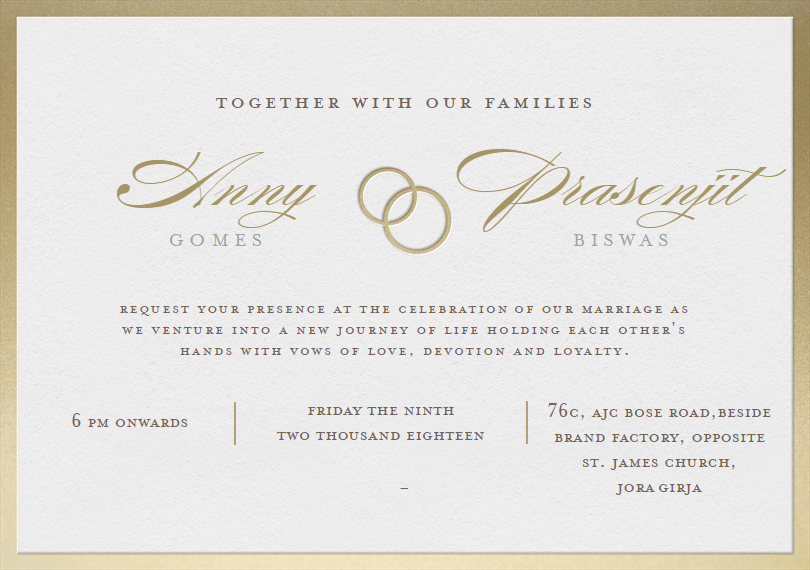 TOGETHER WITH OUR FAMILIES
Anny
GOMES
Prasenjit
BISWAS
REQUEST YOUR PRESENCE AT THE CELEBRATION OF OUR MARRIAGE AS
WE VENTURE INTO A NEW JOURNEY OF LIFE HOLDING EACH OTHER'S
HANDS WITH VOWS OF LOVE, DEVOTION AND LOYALTY.
6 PM ONWARDS
FRIDAY THE NINTH
TWO THOUSAND EIGHTEEN
–
76C, AJC BOSE ROAD,BESIDE
BRAND FACTORY, OPPOSITE
ST. JAMES CHURCH,
JORA GIRJA